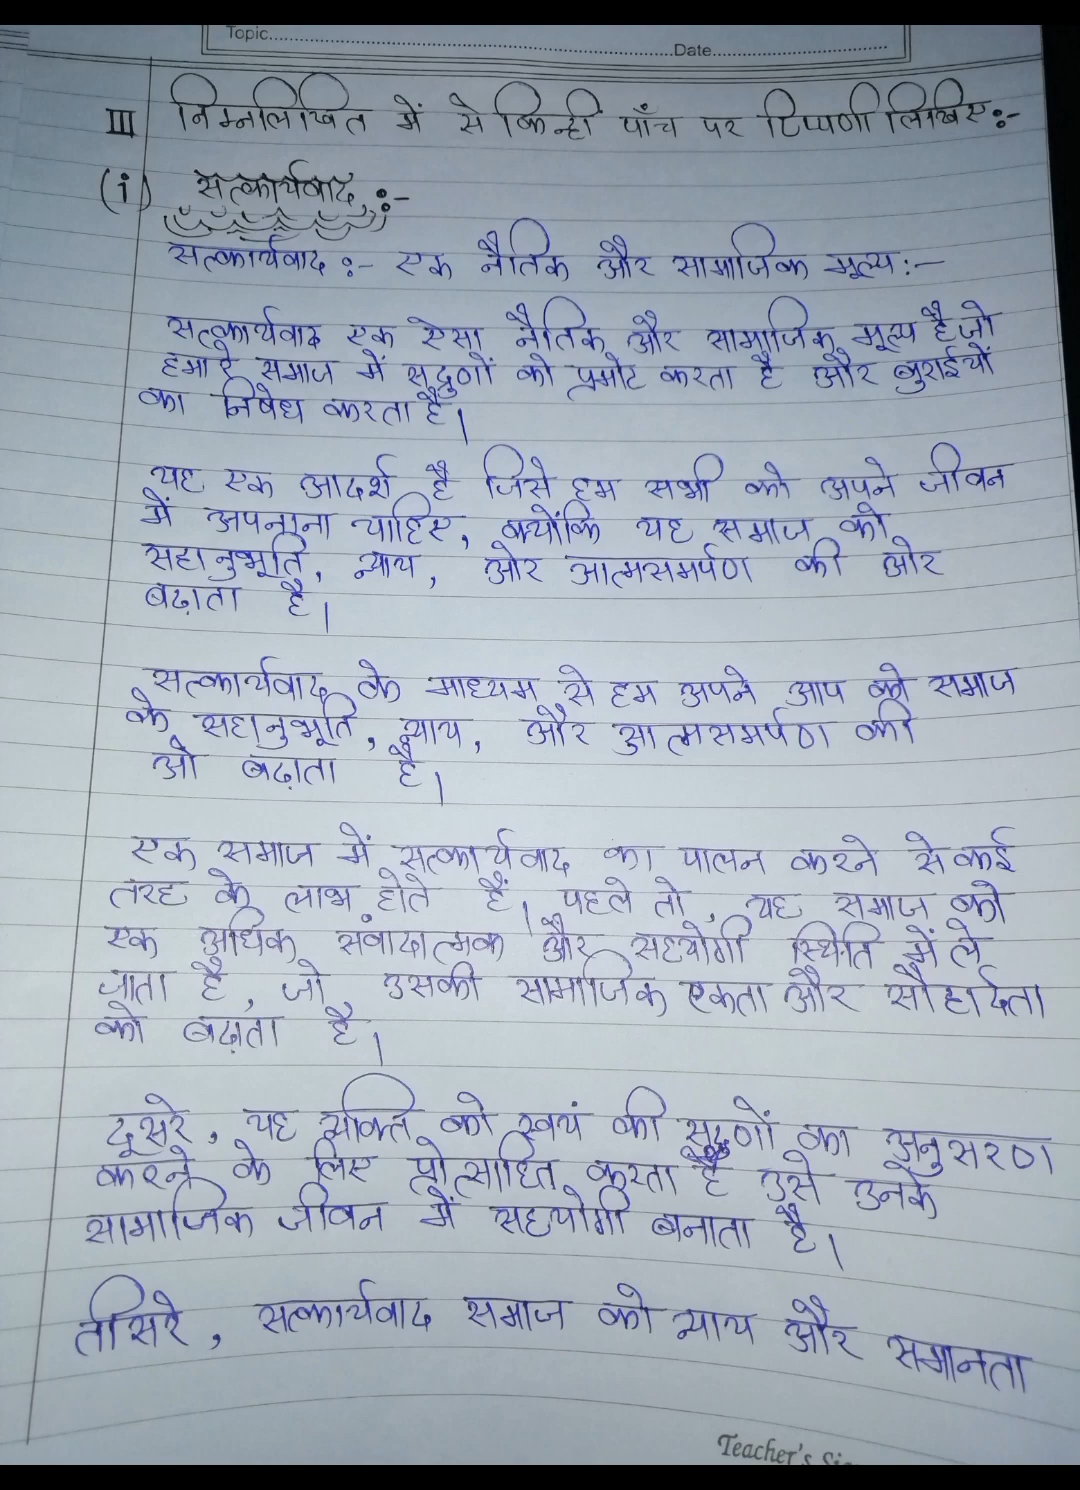 Topic
Date
III निम्नलिखित में से किन्ही पाँच पर टिप्पणी लिखिए:-
(i) सत्कार्यवाद :-
सत्कार्यवाद :- एक नैतिक और सामाजिक मूल्य :-
सत्कार्यवाद एक ऐसा नैतिक और सामाजिक मूल्य है जो
हमारे समाज में सद्गुणों को प्रमोट करता है और बुराईयों
का निषेध करता है।
यह एक आदर्श है जिसे हम सभी को अपने जीवन
में अपनाना चाहिए, क्योंकि यह समाज को
सहानुभूति, न्याय, और आत्मसमर्पण की ओर
बढ़ाता है।
सत्कार्यवाद के माध्यम से हम अपने आप को समाज
के सहानुभूति, न्याय, और आत्मसमर्पण की
ओ बढ़ाता है।
एक समाज में सत्कार्यवाद का पालन करने से कई
तरह के लाभ होते हैं। पहले तो, यह समाज को
एक अधिक संवादात्मक और सहयोगी स्थिति में ले
जाता है, जो उसकी सामाजिक एकता और सौहार्दता
को बढ़ाता है।
दूसरे, यह व्यक्ति को स्वयं की सद्गुणों का अनुसरण
करने के लिए प्रोत्साहित करता है उसे उनके
सामाजिक जीवन में सहयोगी बनाता है।
तीसरे, सत्कार्यवाद समाज को न्याय और समानता
Teacher's